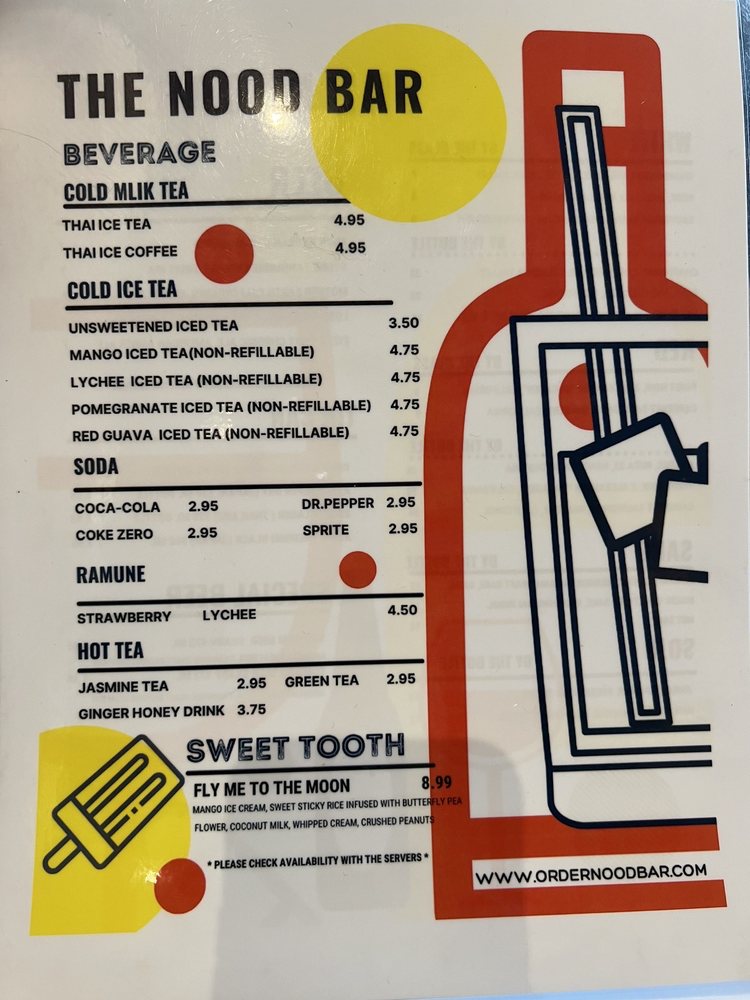 THE NOOD BAR
BEVERAGE
COLD MLIK TEA
THAI ICE TEA 4.95
THAI ICE COFFEE 4.95
COLD ICE TEA
UNSWEETENED ICED TEA 3.50
MANGO ICED TEA(NON-REFILLABLE) 4.75
LYCHEE ICED TEA (NON-REFILLABLE) 4.75
POMEGRANATE ICED TEA (NON-REFILLABLE) 4.75
RED GUAVA ICED TEA (NON-REFILLABLE) 4.75
SODA
COCA-COLA 2.95 DR.PEPPER 2.95
COKE ZERO 2.95 SPRITE 2.95
RAMUNE
STRAWBERRY LYCHEE 4.50
HOT TEA
JASMINE TEA 2.95 GREEN TEA 2.95
GINGER HONEY DRINK 3.75
SWEET TOOTH
FLY ME TO THE MOON 8.99
MANGO ICE CREAM, SWEET STICKY RICE INFUSED WITH BUTTERFLY PEA
FLOWER, COCONUT MILK, WHIPPED CREAM, CRUSHED PEANUTS
* PLEASE CHECK AVAILABILITY WITH THE SERVERS *
WWW.ORDERNOODBAR.COM